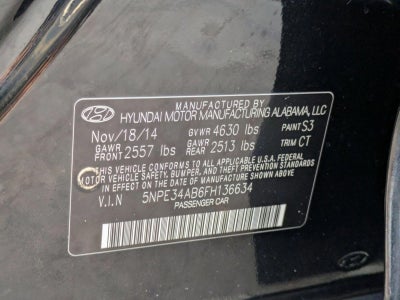 MANUFACTURED BY
HYUNDAI MOTOR MANUFACTURING ALABAMA, LLC
Nov/18/14 GVWR 4630 lbs PAINT S3
GAWR FRONT 2557 lbs GAWR REAR 2513 lbs TRIM CT
THIS VEHICLE CONFORMS TO ALL APPLICABLE U.S.A. FEDERAL
MOTOR VEHICLE SAFETY, BUMPER, AND THEFT PREVENTION STANDARDS
IN EFFECT ON THE DATE OF MANUFACTURE SHOWN ABOVE.
V.I.N 5NPE34AB6FH136634
PASSENGER CAR